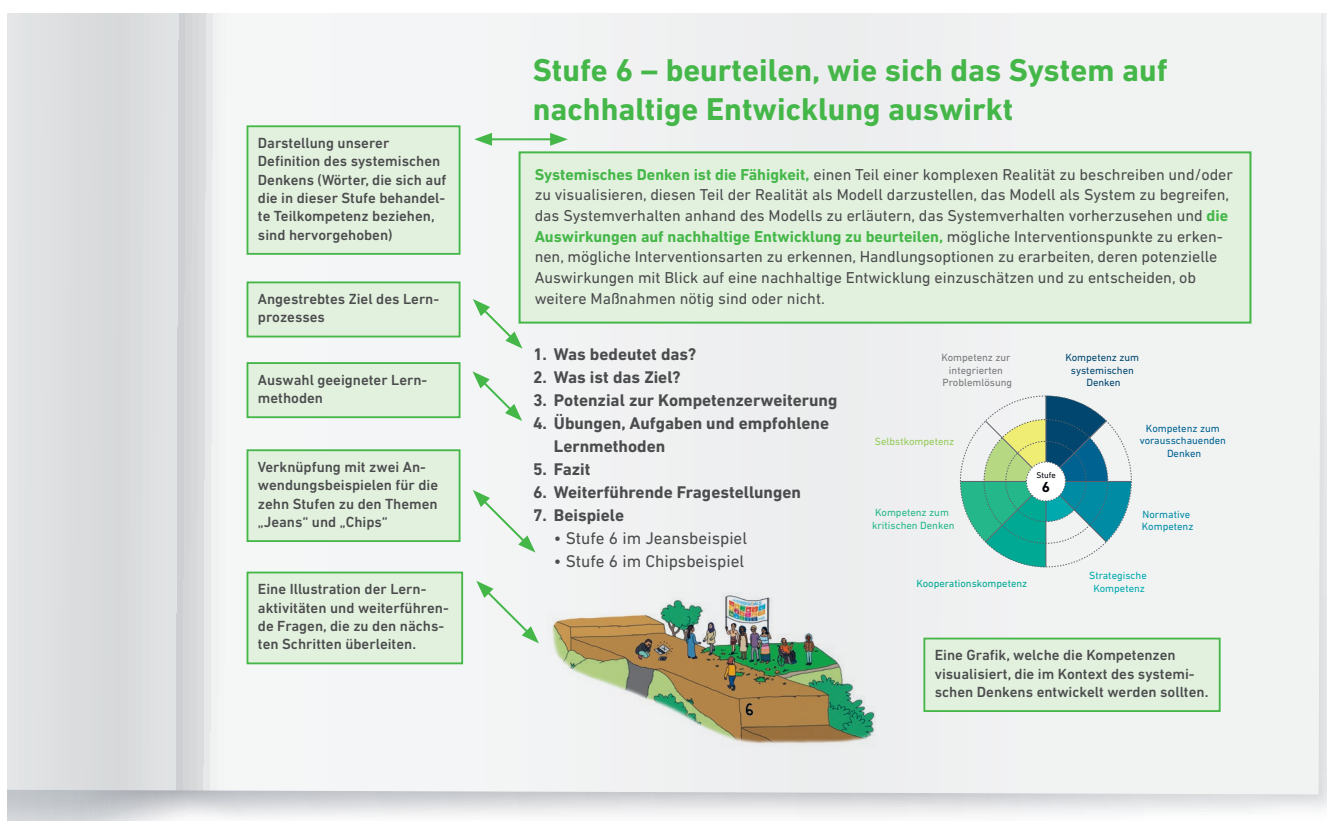 Stufe 6 – beurteilen, wie sich das System auf
nachhaltige Entwicklung auswirkt
Darstellung unserer
Definition des systemischen
Denkens (Wörter, die sich auf
die in dieser Stufe behandel-
te Teilkompetenz beziehen,
sind hervorgehoben)
Systemisches Denken ist die Fähigkeit, einen Teil einer komplexen Realität zu beschreiben und/oder
zu visualisieren, diesen Teil der Realität als Modell darzustellen, das Modell als System zu begreifen,
das Systemverhalten anhand des Modells zu erläutern, das Systemverhalten vorherzusehen und die
Auswirkungen auf nachhaltige Entwicklung zu beurteilen, mögliche Interventionspunkte zu erken-
nen, mögliche Interventionsarten zu erkennen, Handlungsoptionen zu erarbeiten, deren potenzielle
Auswirkungen mit Blick auf eine nachhaltige Entwicklung einzuschätzen und zu entscheiden, ob
weitere Maßnahmen nötig sind oder nicht.
Angestrebtes Ziel des Lern-
prozesses
Auswahl geeigneter Lern-
methoden
Verknüpfung mit zwei An-
wendungsbeispielen für die
zehn Stufen zu den Themen
„Jeans" und „Chips"
Eine Illustration der Lern-
aktivitäten und weiterführen-
de Fragen, die zu den nächs-
ten Schritten überleiten.
1. Was bedeutet das?
2. Was ist das Ziel?
3. Potenzial zur Kompetenzerweiterung
4. Übungen, Aufgaben und empfohlene
Lernmethoden
5. Fazit
6. Weiterführende Fragestellungen
7. Beispiele
• Stufe 6 im Jeansbeispiel
• Stufe 6 im Chipsbeispiel
6
Kompetenz zur
integrierten
Problemlösung
Kompetenz zum
systemischen
Denken
Kompetenz zum
vorausschauenden
Denken
Selbstkompetenz
Stufe
6
Kompetenz zum
kritischen Denken
Normative
Kompetenz
Kooperationskompetenz
Strategische
Kompetenz
Eine Grafik, welche die Kompetenzen
visualisiert, die im Kontext des systemi-
schen Denkens entwickelt werden sollten.